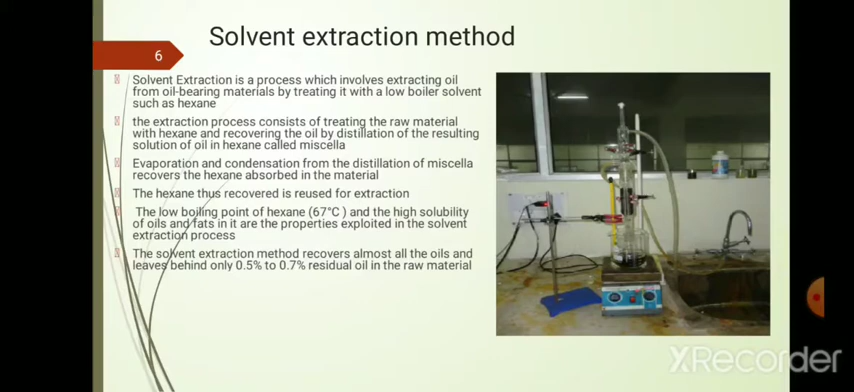 Solvent extraction method
6
Solvent Extraction is a process which involves extracting oil
from oil-bearing materials by treating it with a low boiler solvent
such as hexane
the extraction process consists of treating the raw material
with hexane and recovering the oil by distillation of the resulting
solution of oil in hexane called miscella
Evaporation and condensation from the distillation of miscella
recovers the hexane absorbed in the material
The hexane thus recovered is reused for extraction
The low boiling point of hexane (67°C ) and the high solubility
of oils and fats in it are the properties exploited in the solvent
extraction process
The solvent extraction method recovers almost all the oils and
leaves behind only 0.5% to 0.7% residual oil in the raw material
XRecorder